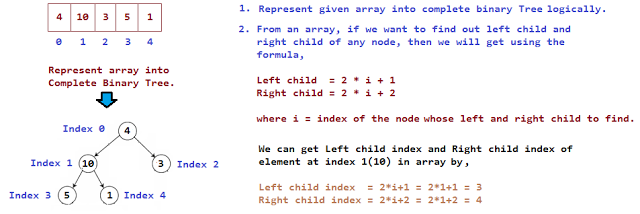 4 10 3 5 1
0 1 2 3 4
Represent array into
Complete Binary Tree.
Index 0 4
Index 1 10 3 Index 2
Index 3 5 1 Index 4
1. Represent given array into complete binary Tree logically.
2. From an array, if we want to find out left child and
right child of any node, then we will get using the
formula,
Left child = 2 * i + 1
Right child = 2 * i + 2
where i = index of the node whose left and right child to find.
We can get Left child index and Right child index of
element at index 1(10) in array by,
Left child index = 2*i+1 = 2*1+1 = 3
Right child index = 2*i+2 = 2*1+2 = 4